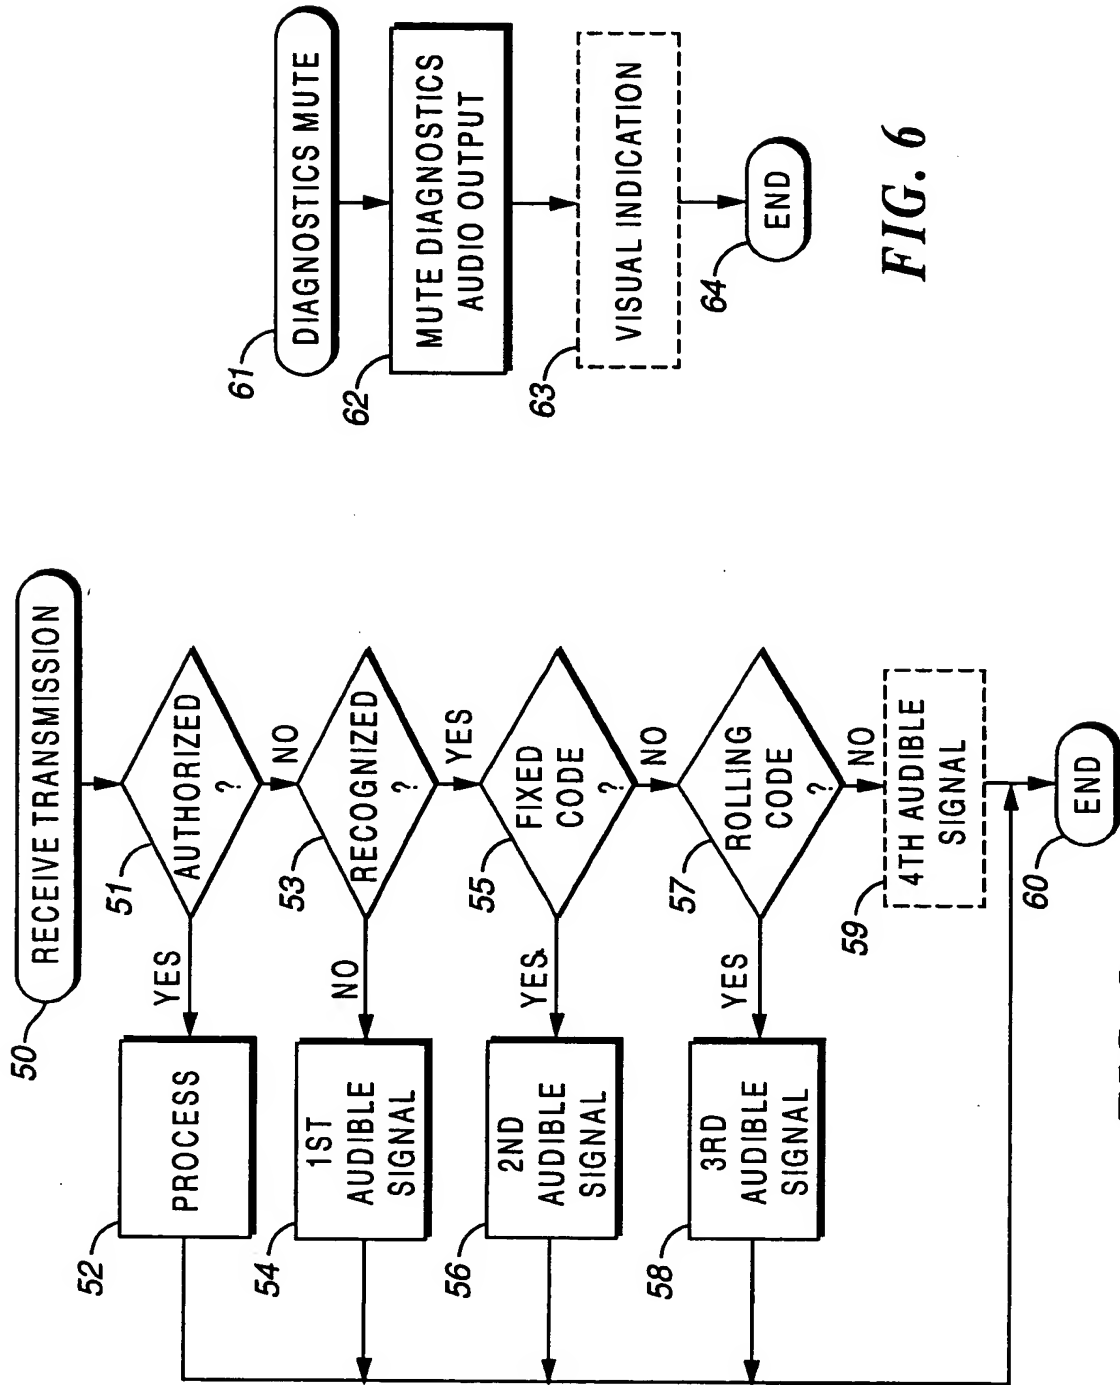 50
RECEIVE TRANSMISSION
51
AUTHORIZED
?
YES
NO
52
PROCESS
53
RECOGNIZED
?
NO
YES
54
1ST
AUDIBLE
SIGNAL
55
FIXED
CODE
?
YES
NO
56
2ND
AUDIBLE
SIGNAL
57
ROLLING
CODE
?
YES
NO
58
3RD
AUDIBLE
SIGNAL
59
4TH AUDIBLE
SIGNAL
60
END
61
DIAGNOSTICS MUTE
62
MUTE DIAGNOSTICS
AUDIO OUTPUT
63
VISUAL INDICATION
64
END
FIG. 6